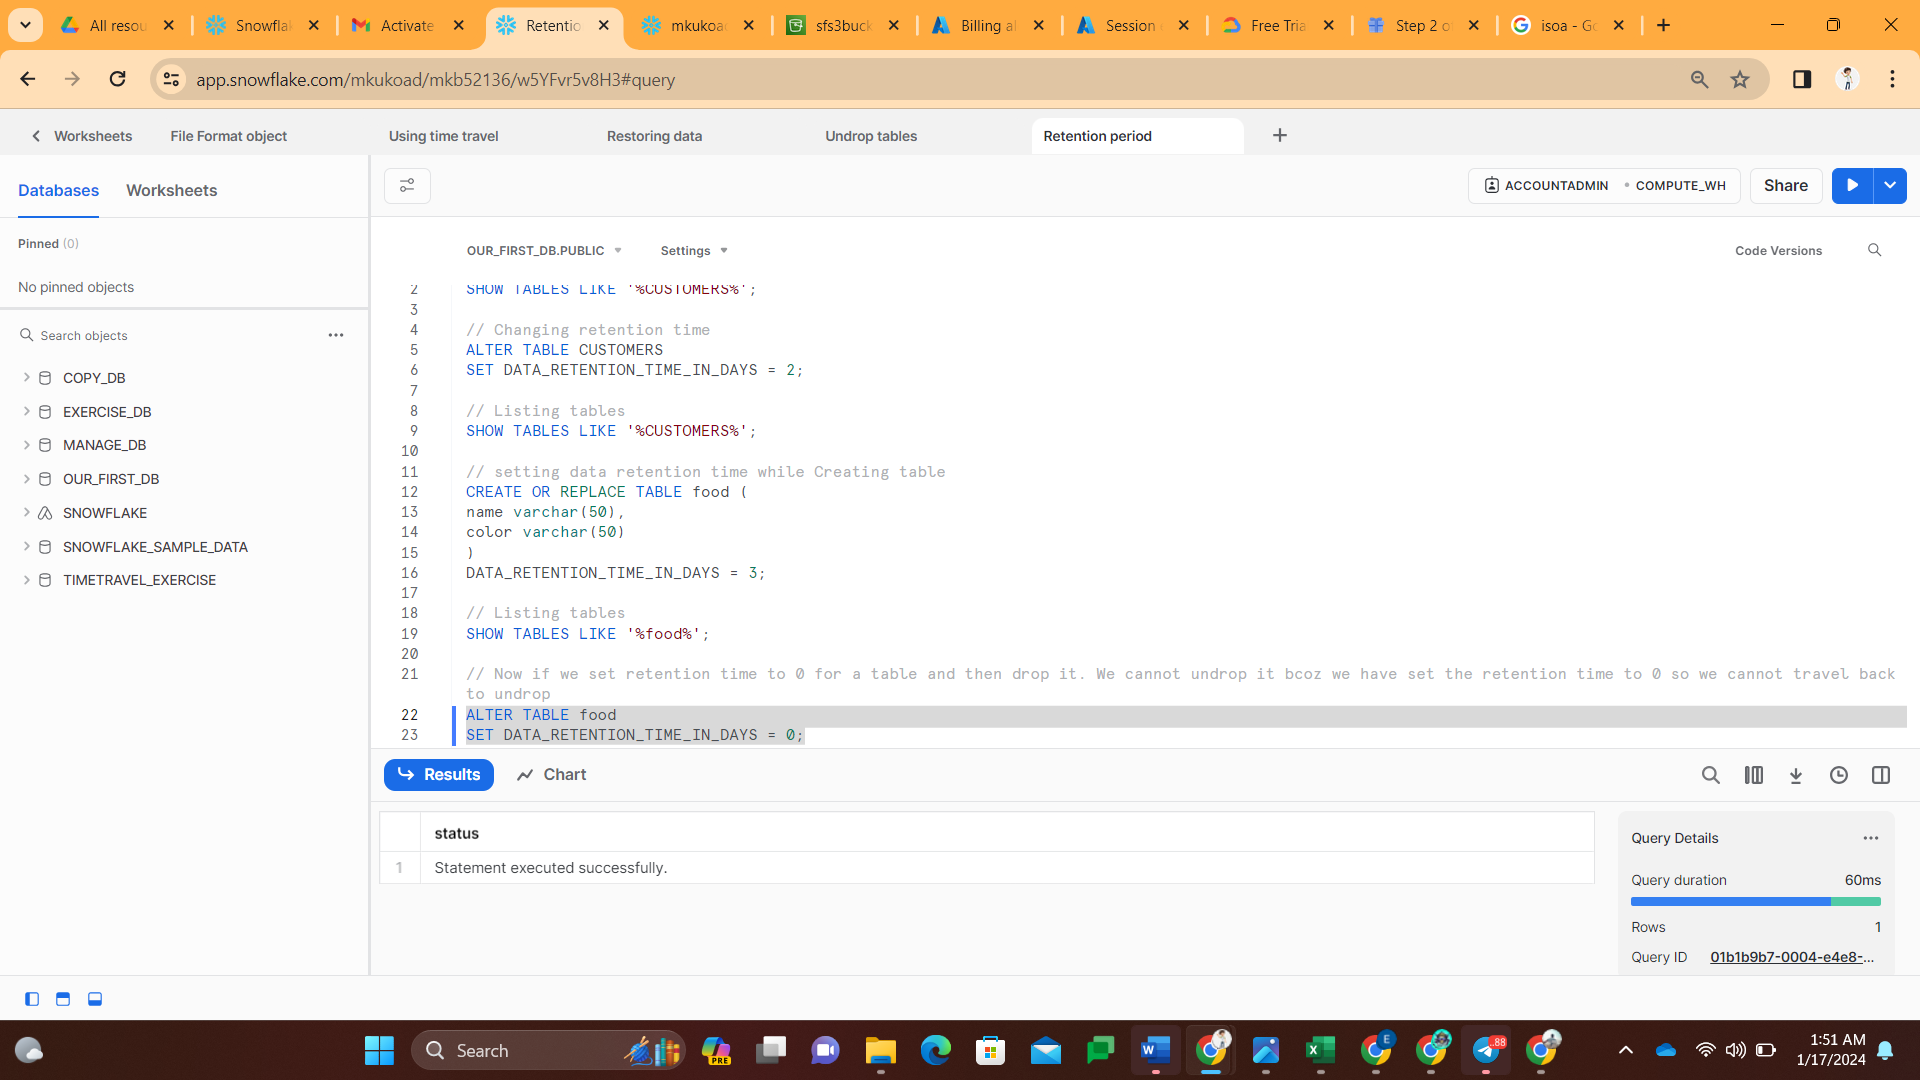 All resou
Snowflak
Activate
Retentio
mkukoad
sfs3buck
Billing al
Session
Free Tria
Step 2 o
isoa - Go
app.snowflake.com/mkukoad/mkb52136/w5YFvr5v8H3#query
Worksheets
File Format object
Using time travel
Restoring data
Undrop tables
Retention period
Databases
Worksheets
ACCOUNTADMIN
COMPUTE_WH
Share
Pinned (0)
No pinned objects
Search objects
COPY_DB
EXERCISE_DB
MANAGE_DB
OUR_FIRST_DB
SNOWFLAKE
SNOWFLAKE_SAMPLE_DATA
TIMETRAVEL_EXERCISE
OUR_FIRST_DB.PUBLIC
Settings
Code Versions
2 SHOW TABLES LIKE '%CUSTOMERS%';
3
4 // Changing retention time
5 ALTER TABLE CUSTOMERS
6 SET DATA_RETENTION_TIME_IN_DAYS = 2;
7
8 // Listing tables
9 SHOW TABLES LIKE '%CUSTOMERS%';
10
11 // setting data retention time while Creating table
12 CREATE OR REPLACE TABLE food (
13 name varchar(50),
14 color varchar(50)
15 )
16 DATA_RETENTION_TIME_IN_DAYS = 3;
17
18 // Listing tables
19 SHOW TABLES LIKE '%food%';
20
21 // Now if we set retention time to 0 for a table and then drop it. We cannot undrop it bcoz we have set the retention time to 0 so we cannot travel back
to undrop
22 ALTER TABLE food
23 SET DATA_RETENTION_TIME_IN_DAYS = 0;
Results
Chart
status
1 Statement executed successfully.
Query Details
Query duration 60ms
Rows 1
Query ID 01b1b9b7-0004-e4e8-...
Search
PRE
W
X
E
88
1:51 AM
1/17/2024